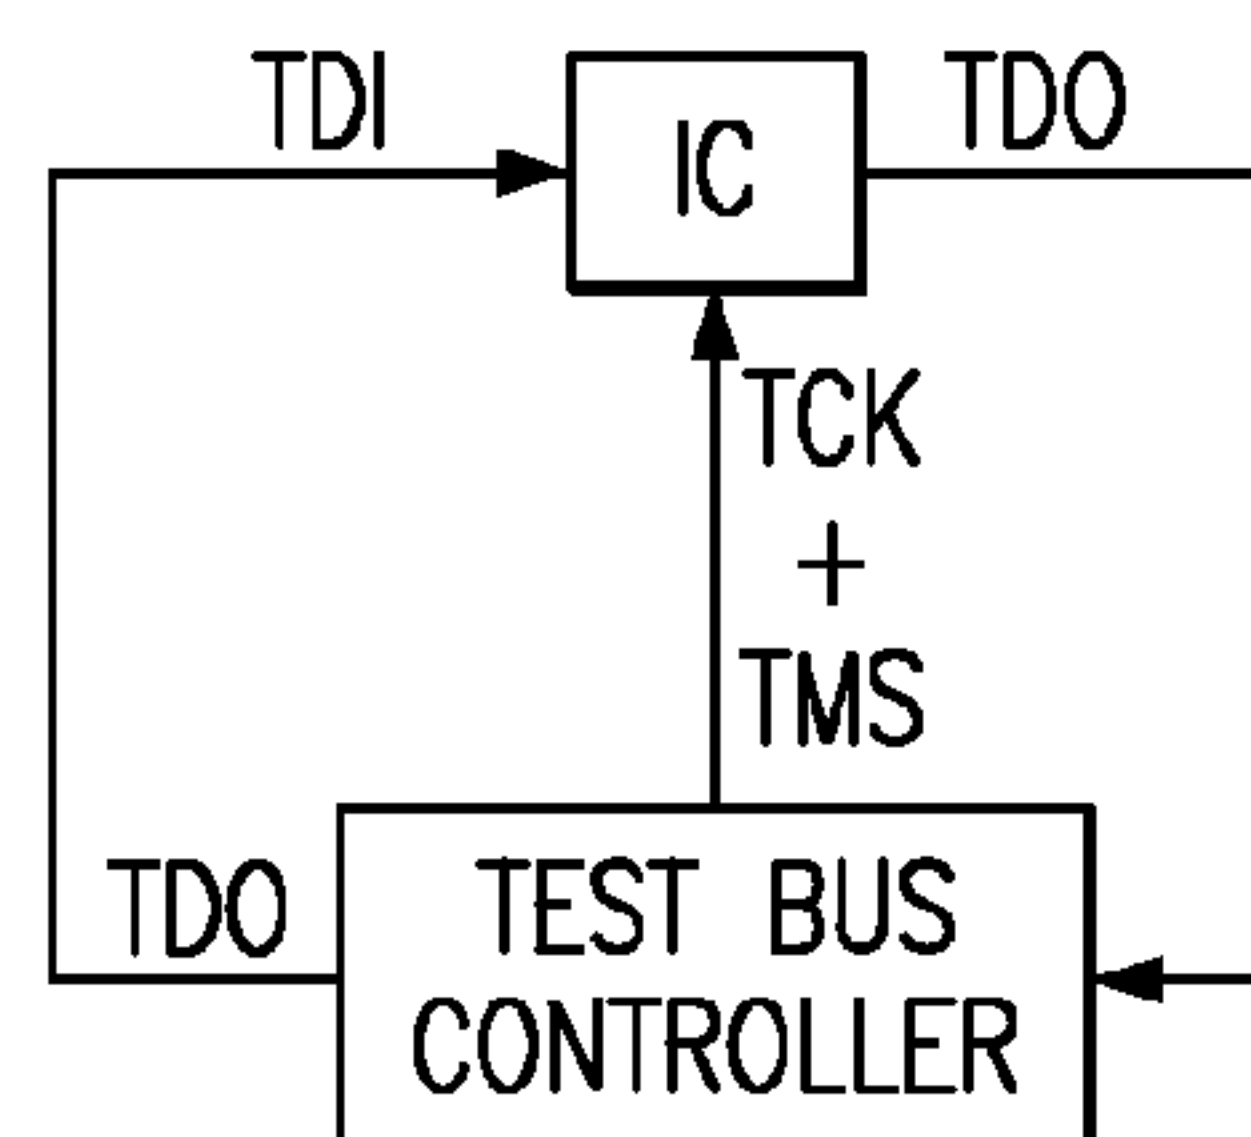 TDI
IC
TDO
TCK
+
TMS
TDO
TEST BUS
CONTROLLER